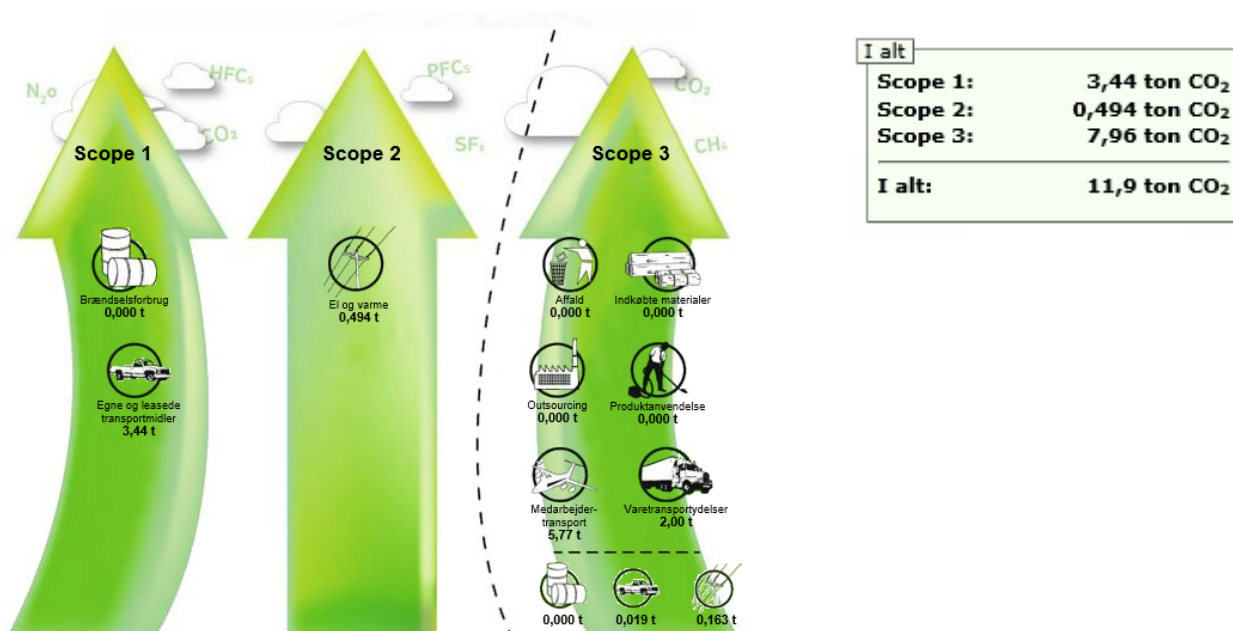 N₂O
HFCs
CO₂
PFCs
SF₆
CO₂
CH₄
Scope 1
Scope 2
Scope 3
Brændselsforbrug
0,000 t
Egne og leasede
transportmidler
3,44 t
El og varme
0,494 t
Affald
0,000 t
Indkøbte materialer
0,000 t
Outsourcing
0,000 t
Produktanvendelse
0,000 t
Medarbejder-
transport
5,77 t
Varetransportydelser
2,00 t
0,000 t
0,019 t
0,163 t
I alt
Scope 1: 3,44 ton CO₂
Scope 2: 0,494 ton CO₂
Scope 3: 7,96 ton CO₂
I alt: 11,9 ton CO₂